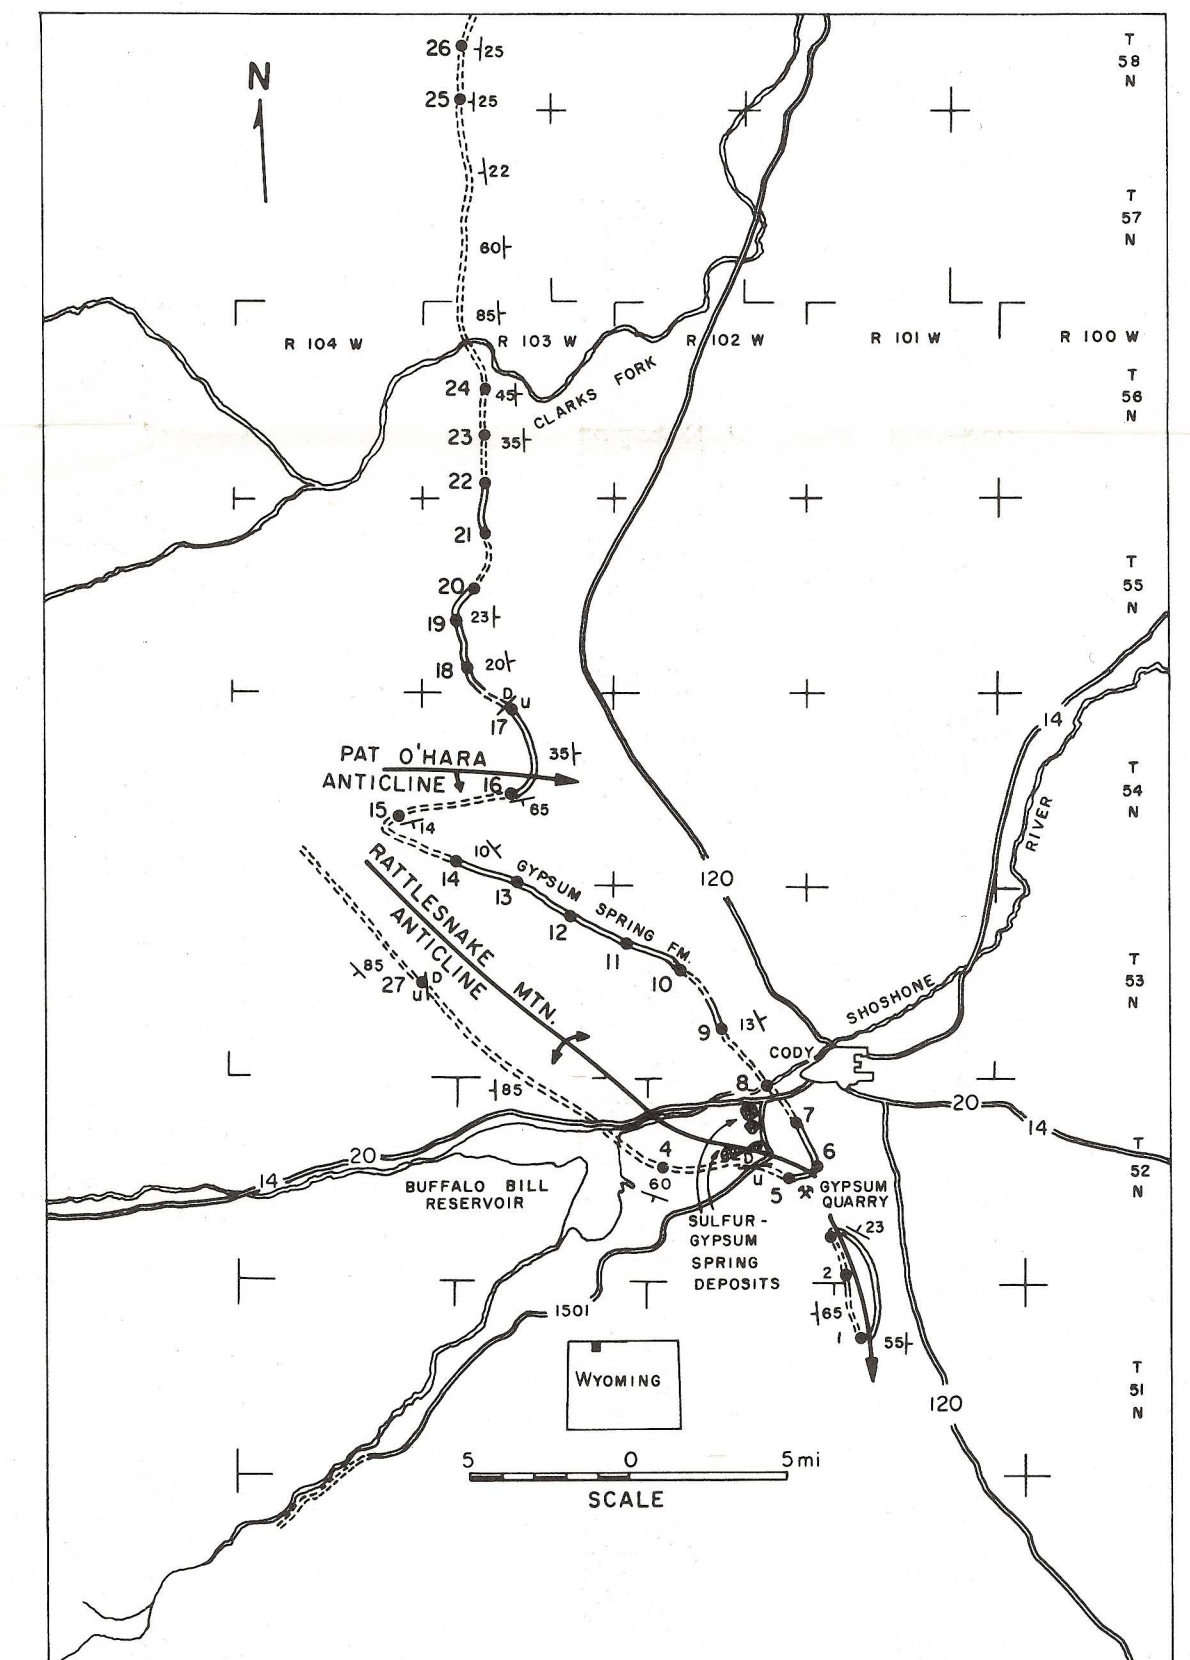 26
25
T
58
N
N
25
25
22
T
57
N
60
85
R 104 W
R 103 W
R 102 W
R 101 W
R 100 W
24
45
CLARKS FORK
T
56
N
23
35
22
21
20
T
55
N
19
23
18
20
D
U
17
14
PAT O'HARA
ANTICLINE
35
16
65
T
54
N
15
14
RIVER
10
14
GYPSUM SPRING FM.
13
120
RATTLESNAKE MTN.
ANTICLINE
12
11
10
85
27
D
U
T
53
N
SHOSHONE
9
13
CODY
8
85
7
20
14
4
6
T
52
N
20
14
D
U
60
5
BUFFALO BILL
RESERVOIR
GYPSUM
QUARRY
SULFUR-
GYPSUM
SPRING
DEPOSITS
23
2
65
1
55
1501
WYOMING
T
51
N
120
5 0 5 mi
SCALE